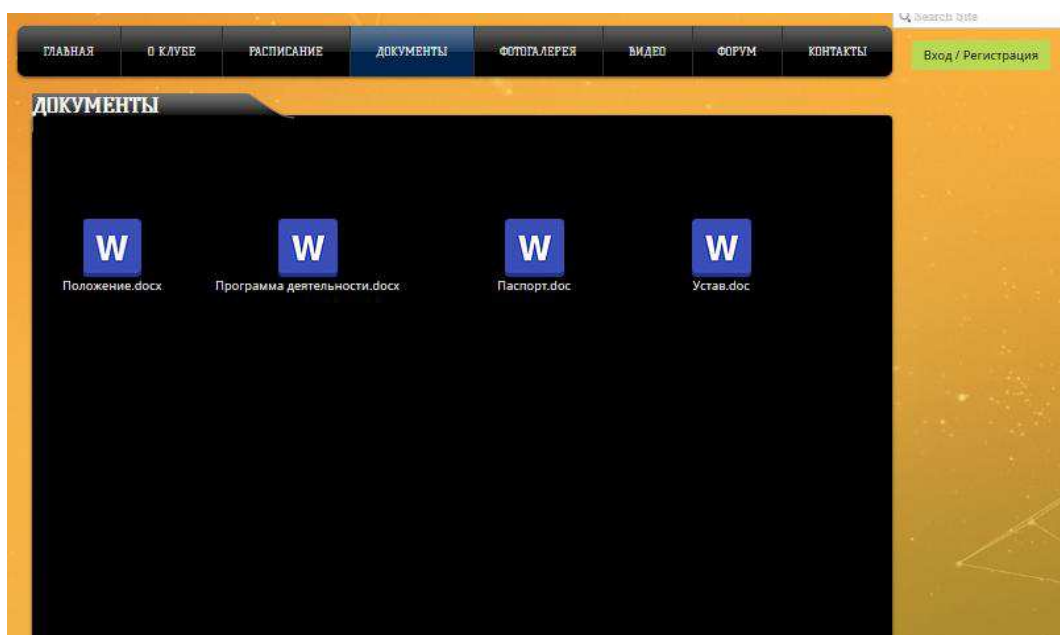 Search Site
ГЛАВНАЯ О КЛУБЕ РАСПИСАНИЕ ДОКУМЕНТЫ ФОТОГАЛЕРЕЯ ВИДЕО ФОРУМ КОНТАКТЫ Вход / Регистрация
ДОКУМЕНТЫ
W W W W
Положение.docx Программа деятельности.docx Паспорт.doc Устав.doc